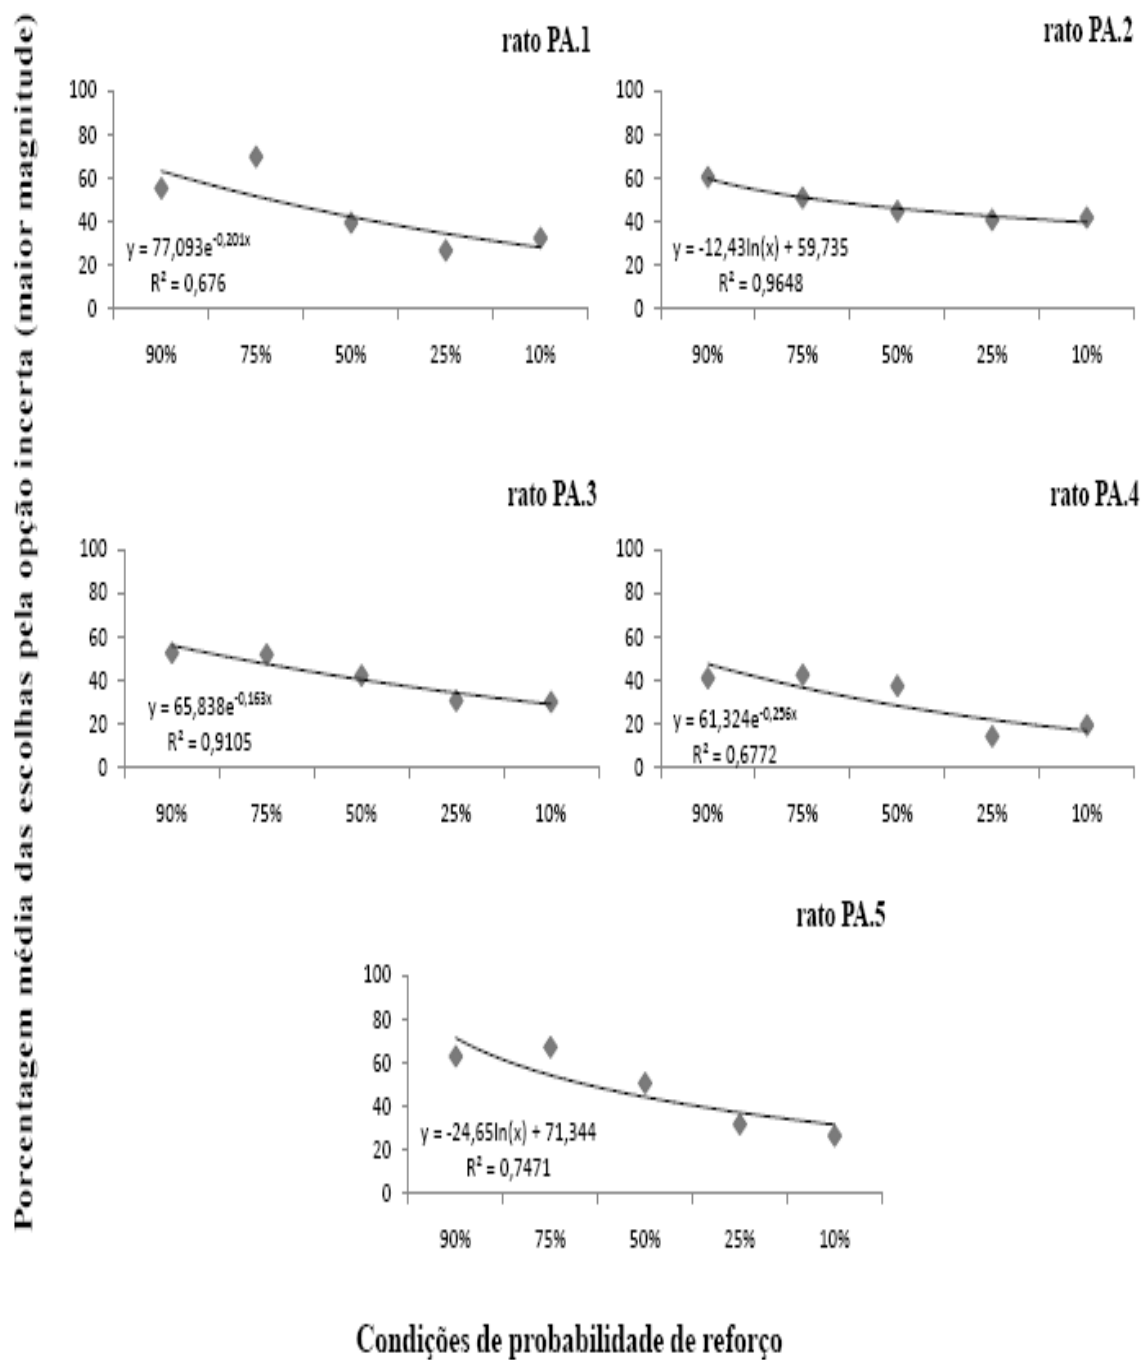 Porcentagem média das escolhas pela opção incerta (maior magnitude)
rato PA.1
100
80
60
40
20
0
y = 77,093e^-0,201x
R² = 0,676
90% 75% 50% 25% 10%
rato PA.2
100
80
60
40
20
0
y = -12,43ln(x) + 59,735
R² = 0,9648
90% 75% 50% 25% 10%
rato PA.3
100
80
60
40
20
0
y = 65,838e^-0,163x
R² = 0,9105
90% 75% 50% 25% 10%
rato PA.4
100
80
60
40
20
0
y = 61,324e^-0,256x
R² = 0,6772
90% 75% 50% 25% 10%
rato PA.5
100
80
60
40
20
0
y = -24,65ln(x) + 71,344
R² = 0,7471
90% 75% 50% 25% 10%
Condições de probabilidade de reforço